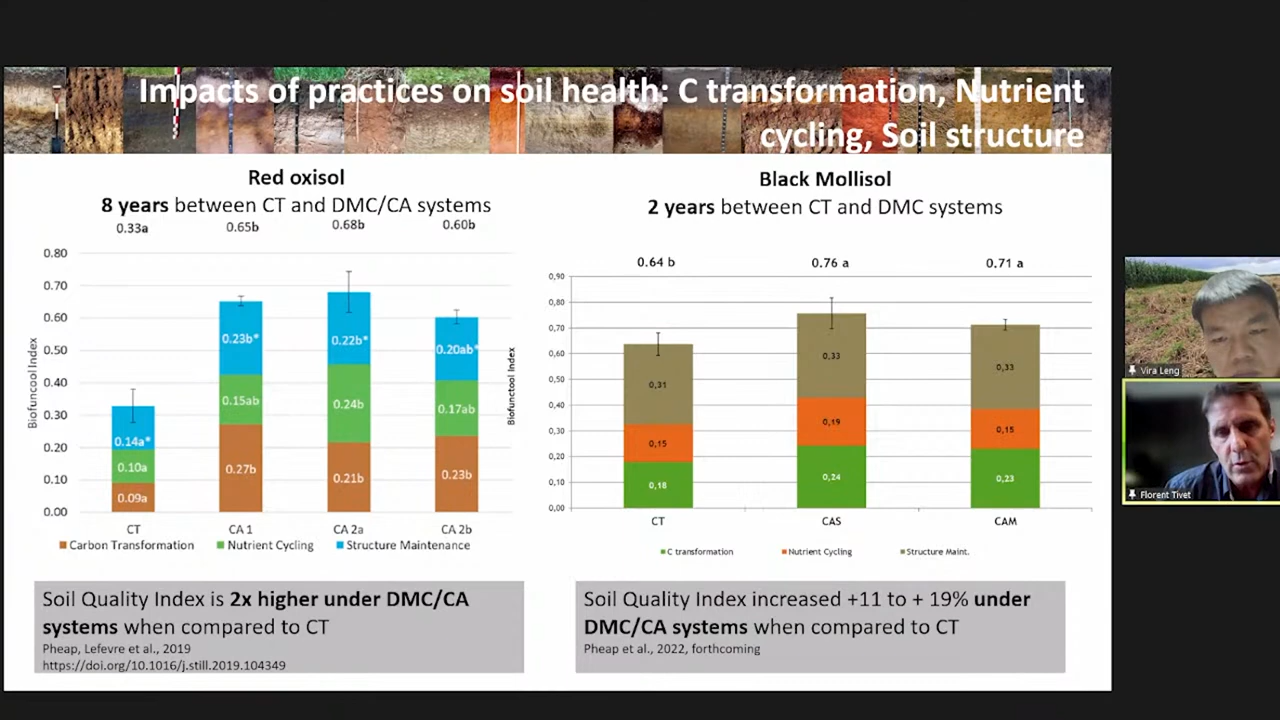 Impacts of practices on soil health: C transformation, Nutrient
cycling, Soil structure
Red oxisol
8 years between CT and DMC/CA systems
0.33a 0.65b 0.68b 0.60b
0.80
0.70
0.60
0.50
0.40
0.30
0.20
0.10
0.00
Biofuncool Index
0.14a*
0.10a
0.09a
0.23b*
0.15ab
0.27b
0.22b*
0.24b
0.21b
0.20ab*
0.17ab
0.23b
CT CA 1 CA 2a CA 2b
Carbon Transformation Nutrient Cycling Structure Maintenance
Soil Quality Index is 2x higher under DMC/CA
systems when compared to CT
Pheap, Lefevre et al., 2019
https://doi.org/10.1016/j.still.2019.104349
Black Mollisol
2 years between CT and DMC systems
0.64 b 0.76 a 0.71 a
0,90
0,80
0,70
0,60
0,50
0,40
0,30
0,20
0,10
0,00
Biofunctool Index
0,31
0,15
0,18
0,33
0,19
0,24
0,33
0,15
0,23
CT CAS CAM
C transformation Nutrient Cycling Structure Maint.
Soil Quality Index increased +11 to + 19% under
DMC/CA systems when compared to CT
Pheap et al., 2022, forthcoming
Vira Leng
Florent Tivet